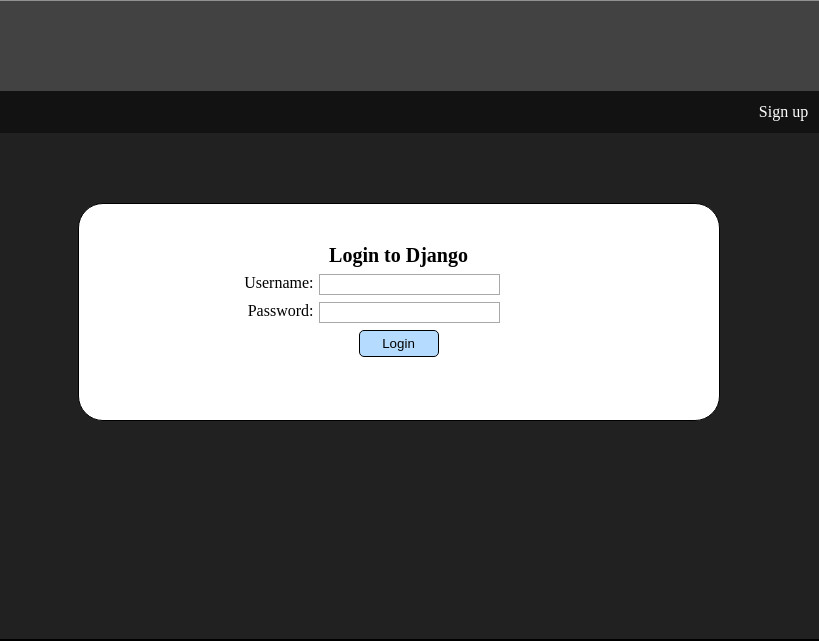 Sign up
Login to Django
Username:
Password:
Login